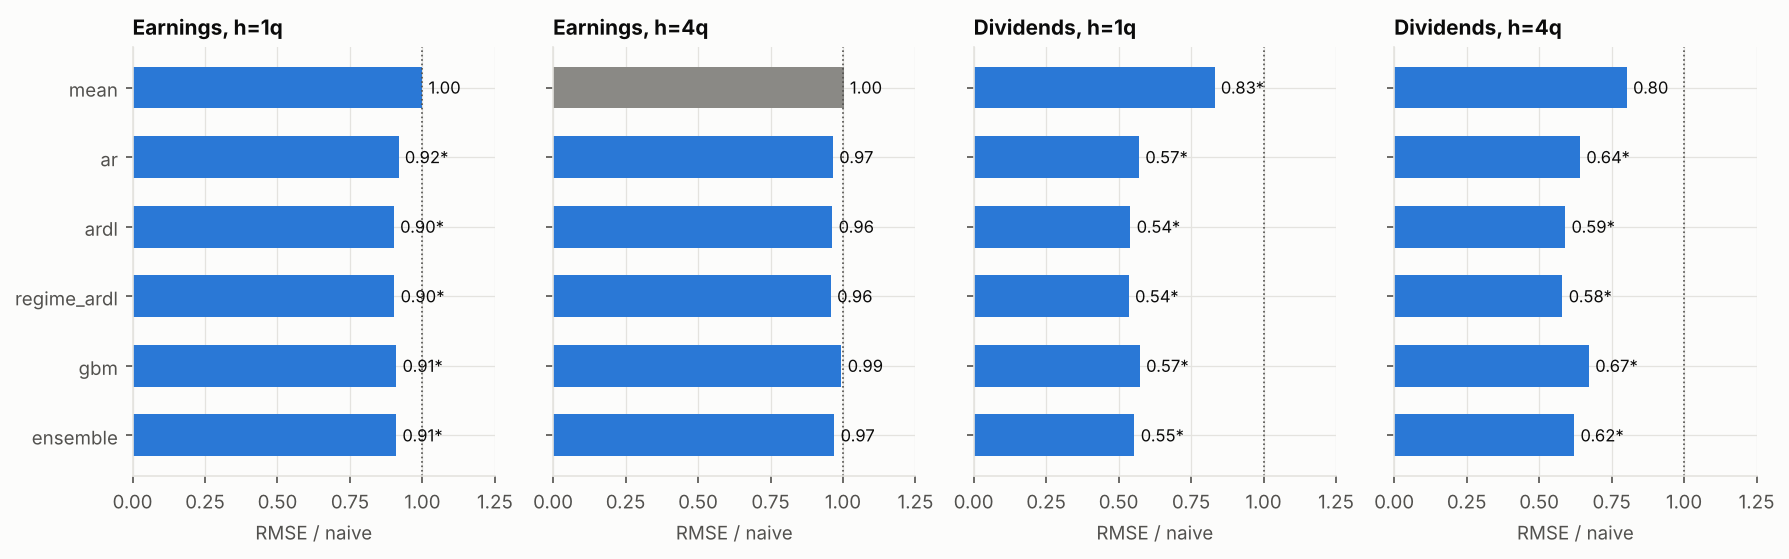 Earnings, h=1q
mean
1.00
ar
0.92*
ardl
0.90*
regime_ardl
0.90*
gbm
0.91*
ensemble
0.91*
0.00 0.25 0.50 0.75 1.00 1.25
RMSE / naive
Earnings, h=4q
1.00
0.97
0.96
0.96
0.99
0.97
0.00 0.25 0.50 0.75 1.00 1.25
RMSE / naive
Dividends, h=1q
0.83*
0.57*
0.54*
0.54*
0.57*
0.55*
0.00 0.25 0.50 0.75 1.00 1.25
RMSE / naive
Dividends, h=4q
0.80
0.64*
0.59*
0.58*
0.67*
0.62*
0.00 0.25 0.50 0.75 1.00 1.25
RMSE / naive